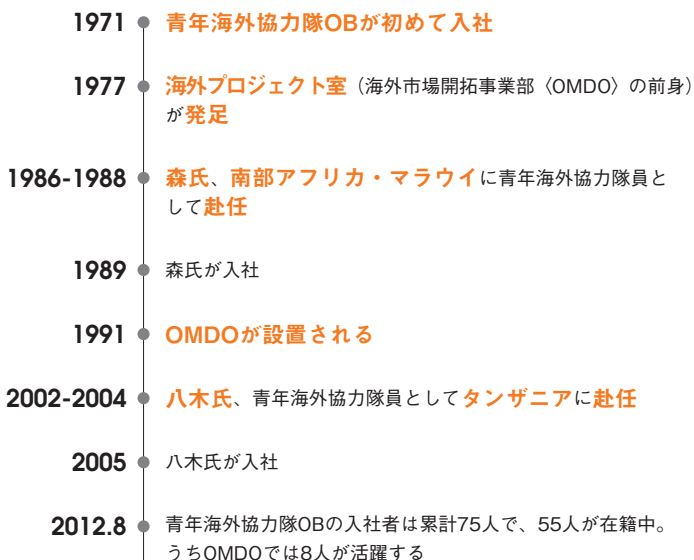 1971 青年海外協力隊OBが初めて入社
1977 海外プロジェクト室（海外市場開拓事業部〈OMDO〉の前身）
が発足
1986-1988 森氏、南部アフリカ・マラウイに青年海外協力隊員と
して赴任
1989 森氏が入社
1991 OMDOが設置される
2002-2004 八木氏、青年海外協力隊員としてタンザニアに赴任
2005 八木氏が入社
2012.8 青年海外協力隊OBの入社者は累計75人で、55人が在籍中。
うちOMDOでは8人が活躍する